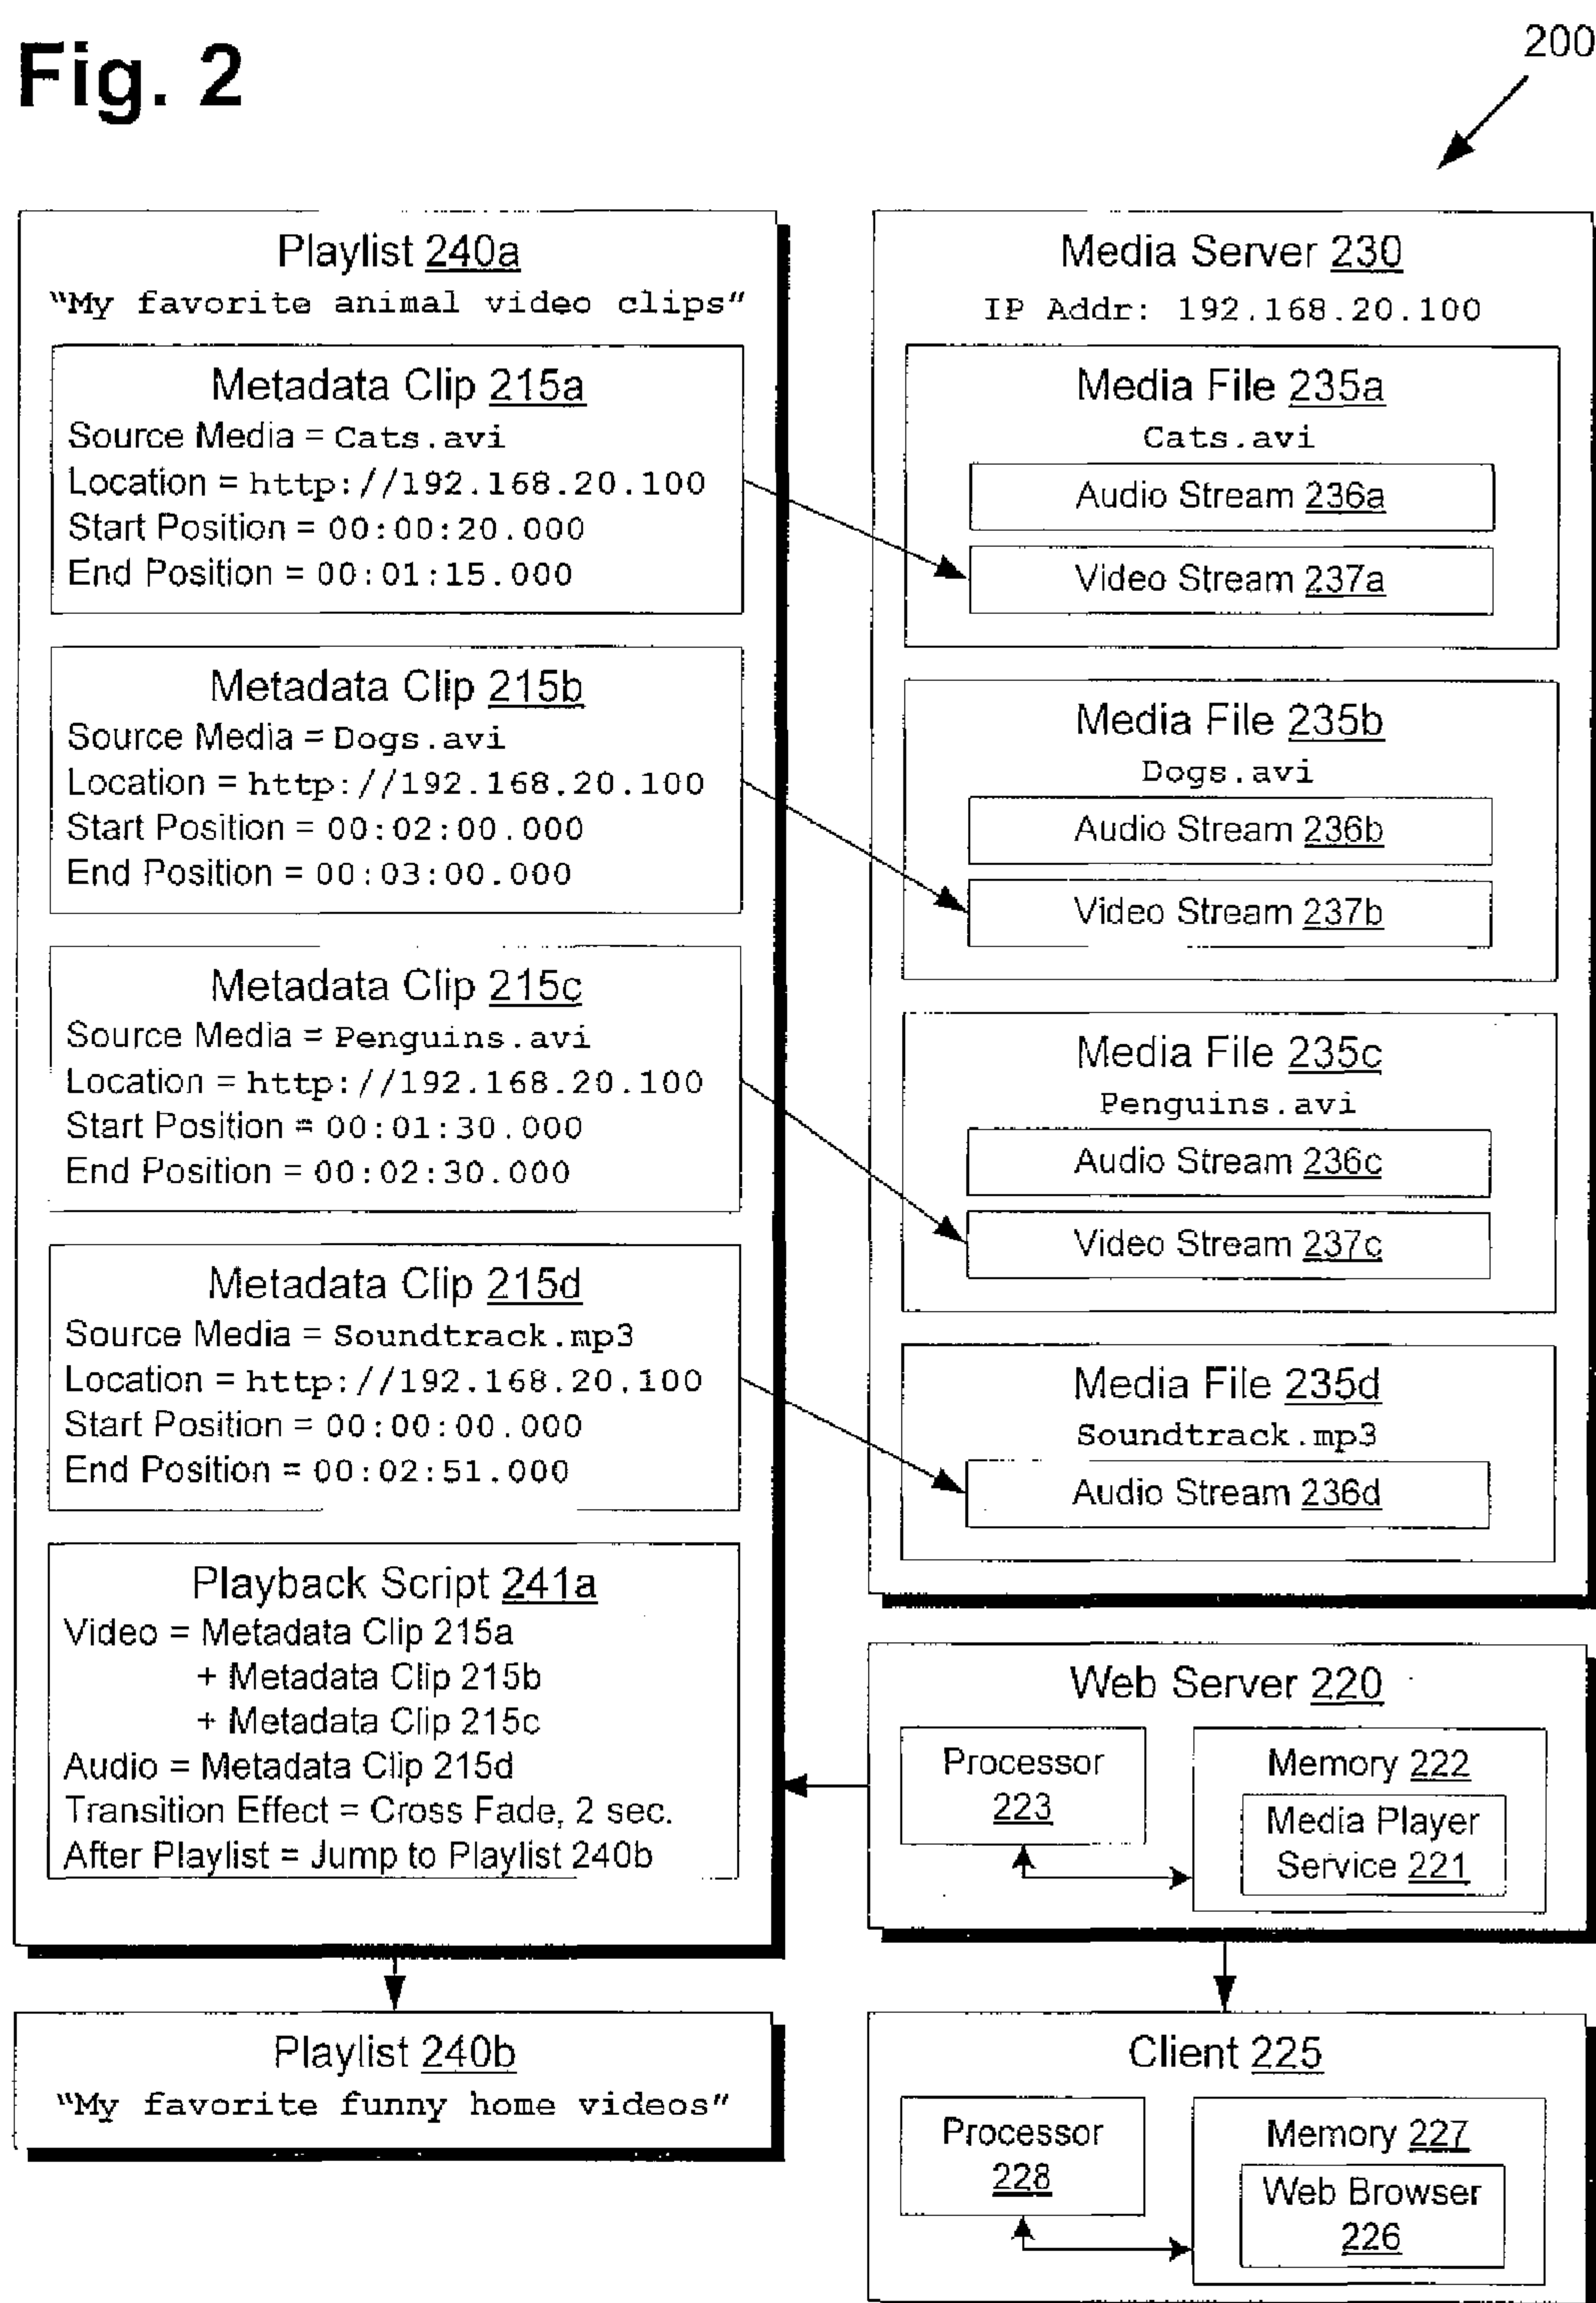 Fig. 2
200
Playlist 240a
"My favorite animal video clips"
Metadata Clip 215a
Source Media = Cats.avi
Location = http://192.168.20.100
Start Position = 00:00:20.000
End Position = 00:01:15.000
Metadata Clip 215b
Source Media = Dogs.avi
Location = http://192.168.20.100
Start Position = 00:02:00.000
End Position = 00:03:00.000
Metadata Clip 215c
Source Media = Penguins.avi
Location = http://192.168.20.100
Start Position = 00:01:30.000
End Position = 00:02:30.000
Metadata Clip 215d
Source Media = Soundtrack.mp3
Location = http://192.168.20.100
Start Position = 00:00:00.000
End Position = 00:02:51.000
Playback Script 241a
Video = Metadata Clip 215a
+ Metadata Clip 215b
+ Metadata Clip 215c
Audio = Metadata Clip 215d
Transition Effect = Cross Fade, 2 sec.
After Playlist = Jump to Playlist 240b
Playlist 240b
"My favorite funny home videos"
Media Server 230
IP Addr: 192.168.20.100
Media File 235a
Cats.avi
Audio Stream 236a
Video Stream 237a
Media File 235b
Dogs.avi
Audio Stream 236b
Video Stream 237b
Media File 235c
Penguins.avi
Audio Stream 236c
Video Stream 237c
Media File 235d
Soundtrack.mp3
Audio Stream 236d
Web Server 220
Processor
223
Memory 222
Media Player
Service 221
Client 225
Processor
228
Memory 227
Web Browser
226